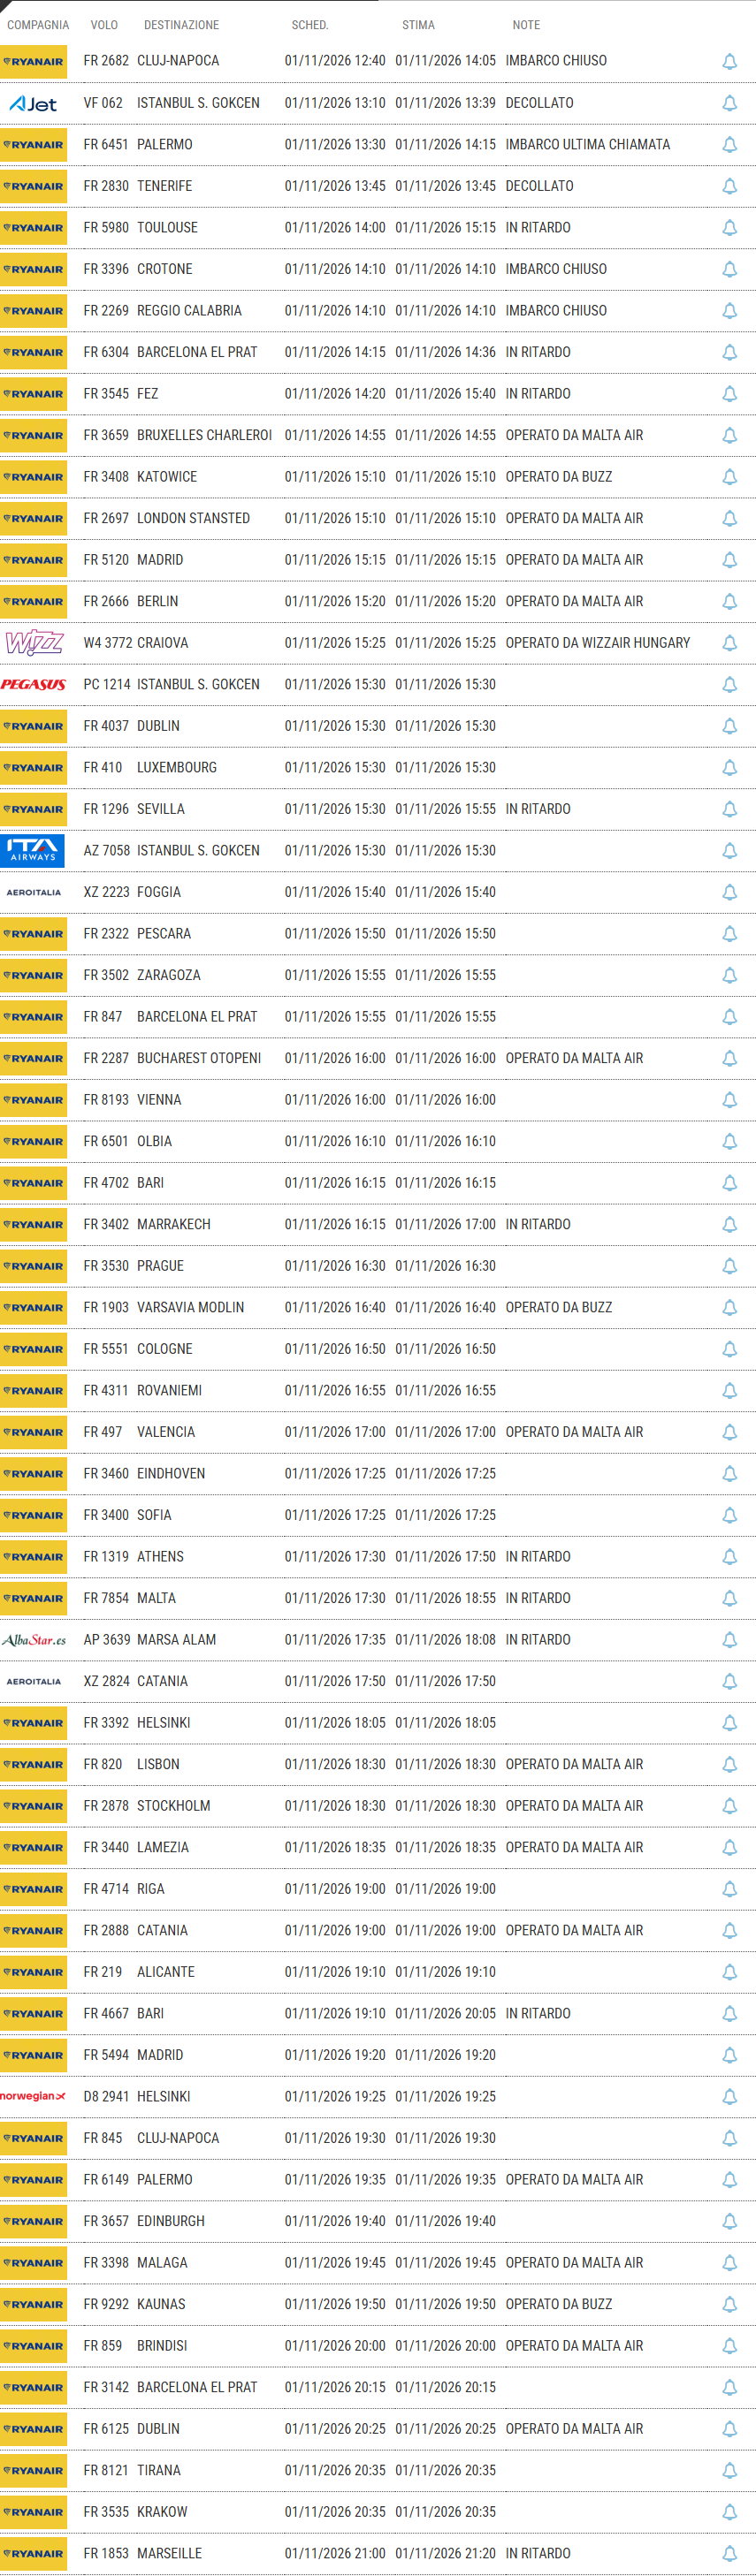 COMPAGNIA VOLO DESTINAZIONE SCHED. STIMA NOTE
RYANAIR FR 2682 CLUJ-NAPOCA 01/11/2026 12:40 01/11/2026 14:05 IMBARCO CHIUSO
AJet VF 062 ISTANBUL S. GOKCEN 01/11/2026 13:10 01/11/2026 13:39 DECOLLATO
RYANAIR FR 6451 PALERMO 01/11/2026 13:30 01/11/2026 14:15 IMBARCO ULTIMA CHIAMATA
RYANAIR FR 2830 TENERIFE 01/11/2026 13:45 01/11/2026 13:45 DECOLLATO
RYANAIR FR 5980 TOULOUSE 01/11/2026 14:00 01/11/2026 15:15 IN RITARDO
RYANAIR FR 3396 CROTONE 01/11/2026 14:10 01/11/2026 14:10 IMBARCO CHIUSO
RYANAIR FR 2269 REGGIO CALABRIA 01/11/2026 14:10 01/11/2026 14:10 IMBARCO CHIUSO
RYANAIR FR 6304 BARCELONA EL PRAT 01/11/2026 14:15 01/11/2026 14:36 IN RITARDO
RYANAIR FR 3545 FEZ 01/11/2026 14:20 01/11/2026 15:40 IN RITARDO
RYANAIR FR 3659 BRUXELLES CHARLEROI 01/11/2026 14:55 01/11/2026 14:55 OPERATO DA MALTA AIR
RYANAIR FR 3408 KATOWICE 01/11/2026 15:10 01/11/2026 15:10 OPERATO DA BUZZ
RYANAIR FR 2697 LONDON STANSTED 01/11/2026 15:10 01/11/2026 15:10 OPERATO DA MALTA AIR
RYANAIR FR 5120 MADRID 01/11/2026 15:15 01/11/2026 15:15 OPERATO DA MALTA AIR
RYANAIR FR 2666 BERLIN 01/11/2026 15:20 01/11/2026 15:20 OPERATO DA MALTA AIR
WIZZ W4 3772 CRAIOVA 01/11/2026 15:25 01/11/2026 15:25 OPERATO DA WIZZAIR HUNGARY
PEGASUS PC 1214 ISTANBUL S. GOKCEN 01/11/2026 15:30 01/11/2026 15:30
RYANAIR FR 4037 DUBLIN 01/11/2026 15:30 01/11/2026 15:30
RYANAIR FR 410 LUXEMBOURG 01/11/2026 15:30 01/11/2026 15:30
RYANAIR FR 1296 SEVILLA 01/11/2026 15:30 01/11/2026 15:55 IN RITARDO
ITA AIRWAYS AZ 7058 ISTANBUL S. GOKCEN 01/11/2026 15:30 01/11/2026 15:30
AEROITALIA XZ 2223 FOGGIA 01/11/2026 15:40 01/11/2026 15:40
RYANAIR FR 2322 PESCARA 01/11/2026 15:50 01/11/2026 15:50
RYANAIR FR 3502 ZARAGOZA 01/11/2026 15:55 01/11/2026 15:55
RYANAIR FR 847 BARCELONA EL PRAT 01/11/2026 15:55 01/11/2026 15:55
RYANAIR FR 2287 BUCHAREST OTOPENI 01/11/2026 16:00 01/11/2026 16:00 OPERATO DA MALTA AIR
RYANAIR FR 8193 VIENNA 01/11/2026 16:00 01/11/2026 16:00
RYANAIR FR 6501 OLBIA 01/11/2026 16:10 01/11/2026 16:10
RYANAIR FR 4702 BARI 01/11/2026 16:15 01/11/2026 16:15
RYANAIR FR 3402 MARRAKECH 01/11/2026 16:15 01/11/2026 17:00 IN RITARDO
RYANAIR FR 3530 PRAGUE 01/11/2026 16:30 01/11/2026 16:30
RYANAIR FR 1903 VARSAVIA MODLIN 01/11/2026 16:40 01/11/2026 16:40 OPERATO DA BUZZ
RYANAIR FR 5551 COLOGNE 01/11/2026 16:50 01/11/2026 16:50
RYANAIR FR 4311 ROVANIEMI 01/11/2026 16:55 01/11/2026 16:55
RYANAIR FR 497 VALENCIA 01/11/2026 17:00 01/11/2026 17:00 OPERATO DA MALTA AIR
RYANAIR FR 3460 EINDHOVEN 01/11/2026 17:25 01/11/2026 17:25
RYANAIR FR 3400 SOFIA 01/11/2026 17:25 01/11/2026 17:25
RYANAIR FR 1319 ATHENS 01/11/2026 17:30 01/11/2026 17:50 IN RITARDO
RYANAIR FR 7854 MALTA 01/11/2026 17:30 01/11/2026 18:55 IN RITARDO
AlbaStar.es AP 3639 MARSA ALAM 01/11/2026 17:35 01/11/2026 18:08 IN RITARDO
AEROITALIA XZ 2824 CATANIA 01/11/2026 17:50 01/11/2026 17:50
RYANAIR FR 3392 HELSINKI 01/11/2026 18:05 01/11/2026 18:05
RYANAIR FR 820 LISBON 01/11/2026 18:30 01/11/2026 18:30 OPERATO DA MALTA AIR
RYANAIR FR 2878 STOCKHOLM 01/11/2026 18:30 01/11/2026 18:30 OPERATO DA MALTA AIR
RYANAIR FR 3440 LAMEZIA 01/11/2026 18:35 01/11/2026 18:35 OPERATO DA MALTA AIR
RYANAIR FR 4714 RIGA 01/11/2026 19:00 01/11/2026 19:00
RYANAIR FR 2888 CATANIA 01/11/2026 19:00 01/11/2026 19:00 OPERATO DA MALTA AIR
RYANAIR FR 219 ALICANTE 01/11/2026 19:10 01/11/2026 19:10
RYANAIR FR 4667 BARI 01/11/2026 19:10 01/11/2026 20:05 IN RITARDO
RYANAIR FR 5494 MADRID 01/11/2026 19:20 01/11/2026 19:20
norwegian D8 2941 HELSINKI 01/11/2026 19:25 01/11/2026 19:25
RYANAIR FR 845 CLUJ-NAPOCA 01/11/2026 19:30 01/11/2026 19:30
RYANAIR FR 6149 PALERMO 01/11/2026 19:35 01/11/2026 19:35 OPERATO DA MALTA AIR
RYANAIR FR 3657 EDINBURGH 01/11/2026 19:40 01/11/2026 19:40
RYANAIR FR 3398 MALAGA 01/11/2026 19:45 01/11/2026 19:45 OPERATO DA MALTA AIR
RYANAIR FR 9292 KAUNAS 01/11/2026 19:50 01/11/2026 19:50 OPERATO DA BUZZ
RYANAIR FR 859 BRINDISI 01/11/2026 20:00 01/11/2026 20:00 OPERATO DA MALTA AIR
RYANAIR FR 3142 BARCELONA EL PRAT 01/11/2026 20:15 01/11/2026 20:15
RYANAIR FR 6125 DUBLIN 01/11/2026 20:25 01/11/2026 20:25 OPERATO DA MALTA AIR
RYANAIR FR 8121 TIRANA 01/11/2026 20:35 01/11/2026 20:35
RYANAIR FR 3535 KRAKOW 01/11/2026 20:35 01/11/2026 20:35
RYANAIR FR 1853 MARSEILLE 01/11/2026 21:00 01/11/2026 21:20 IN RITARDO